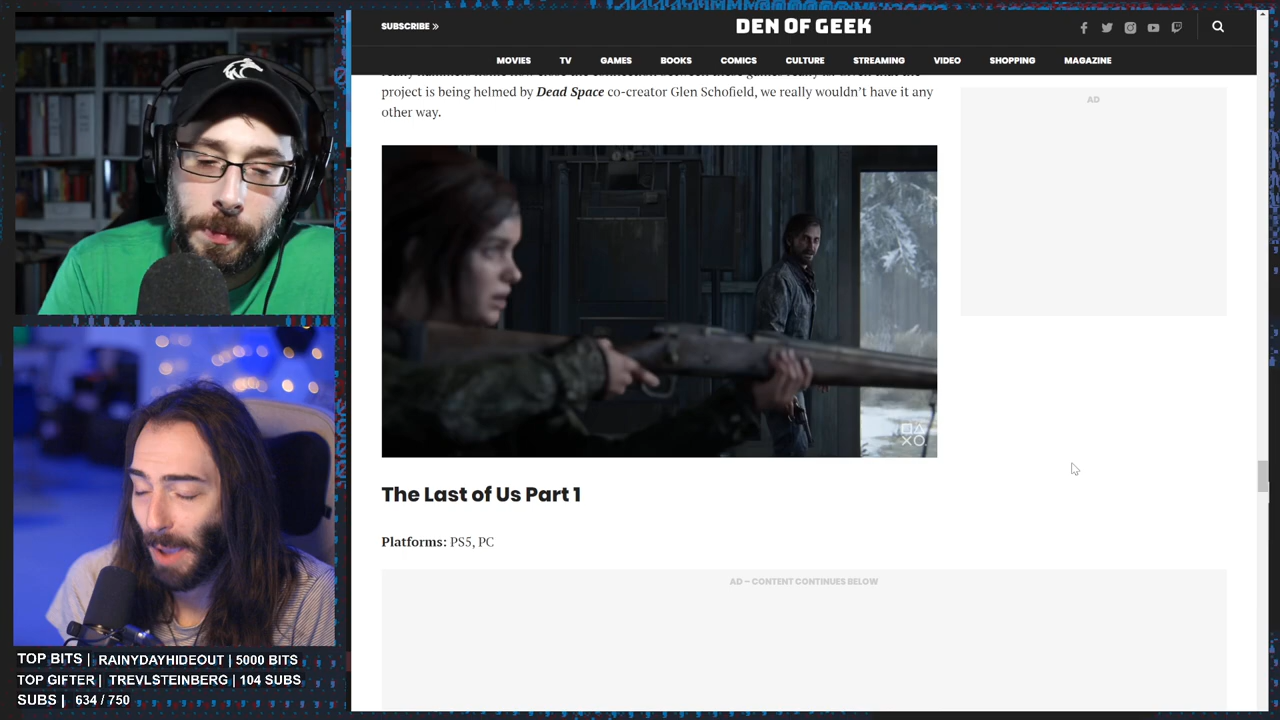 SUBSCRIBE »
DEN OF GEEK
MOVIES TV GAMES BOOKS COMICS CULTURE STREAMING VIDEO SHOPPING MAGAZINE
project is being helmed by Dead Space co-creator Glen Schofield, we really wouldn't have it any
other way.
AD
The Last of Us Part 1
Platforms: PS5, PC
AD – CONTENT CONTINUES BELOW
TOP BITS | RAINYDAYHIDEOUT | 5000 BITS
TOP GIFTER | TREVLSTEINBERG | 104 SUBS
SUBS | 634 / 750